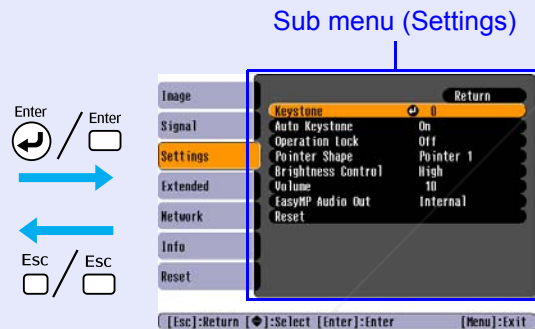 Sub menu (Settings)
Enter
Enter
Esc
Esc
Image
Signal
Settings
Extended
Network
Info
Reset
Return
Keystone 0
Auto Keystone On
Operation Lock Off
Pointer Shape Pointer 1
Brightness Control High
Volume 10
EasyMP Audio Out Internal
Reset
[Esc]:Return [◆]:Select [Enter]:Enter [Menu]:Exit